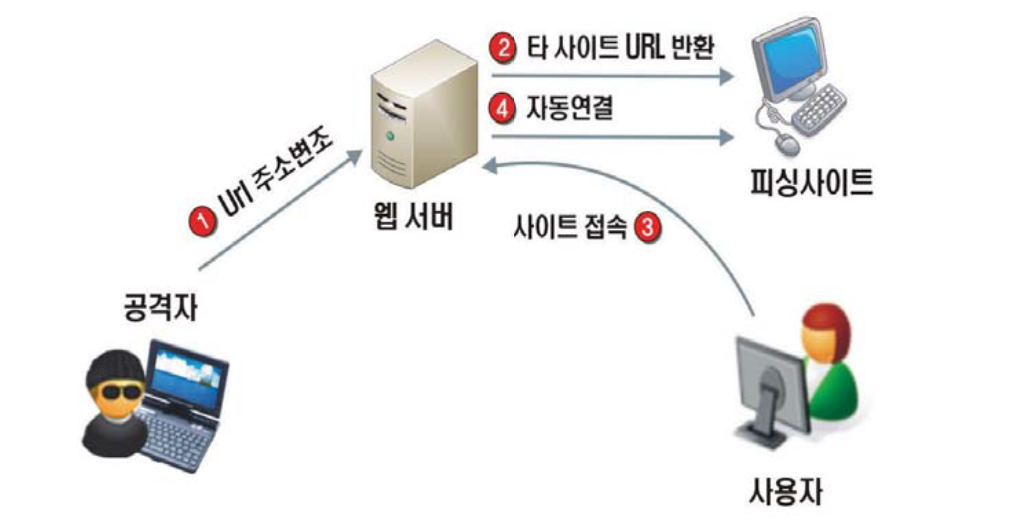 ② 타 사이트 URL 반환
④ 자동연결
① Url 주소변조
피싱사이트
웹 서버
사이트 접속 ③
공격자
사용자